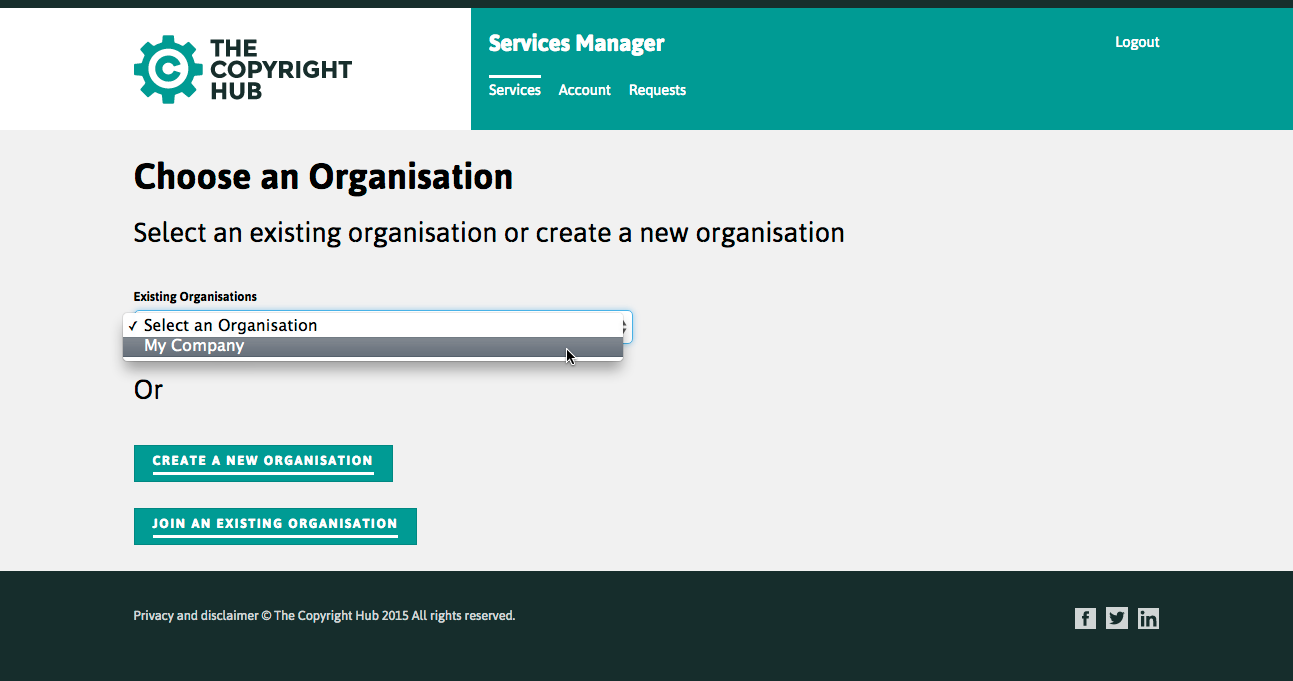 THE
COPYRIGHT
HUB
Services Manager
Logout
Services Account Requests
Choose an Organisation
Select an existing organisation or create a new organisation
Existing Organisations
✓ Select an Organisation
My Company
Or
CREATE A NEW ORGANISATION
JOIN AN EXISTING ORGANISATION
Privacy and disclaimer © The Copyright Hub 2015 All rights reserved.